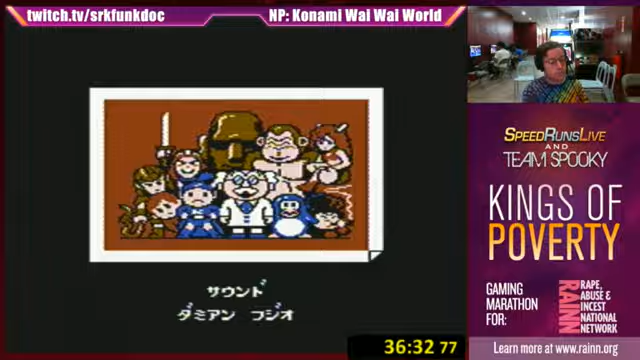 twitch.tv/srkfunkdoc
NP: Konami Wai Wai World
サウンド
ダミアン フジオ
36:32 77
SPEEDRUNSLIVE
AND
TEAM SPOOKY
KINGS OF
POVERTY
GAMING
MARATHON
FOR:
RAINN
RAPE,
ABUSE &
INCEST
NATIONAL
NETWORK
Learn more at www.rainn.org